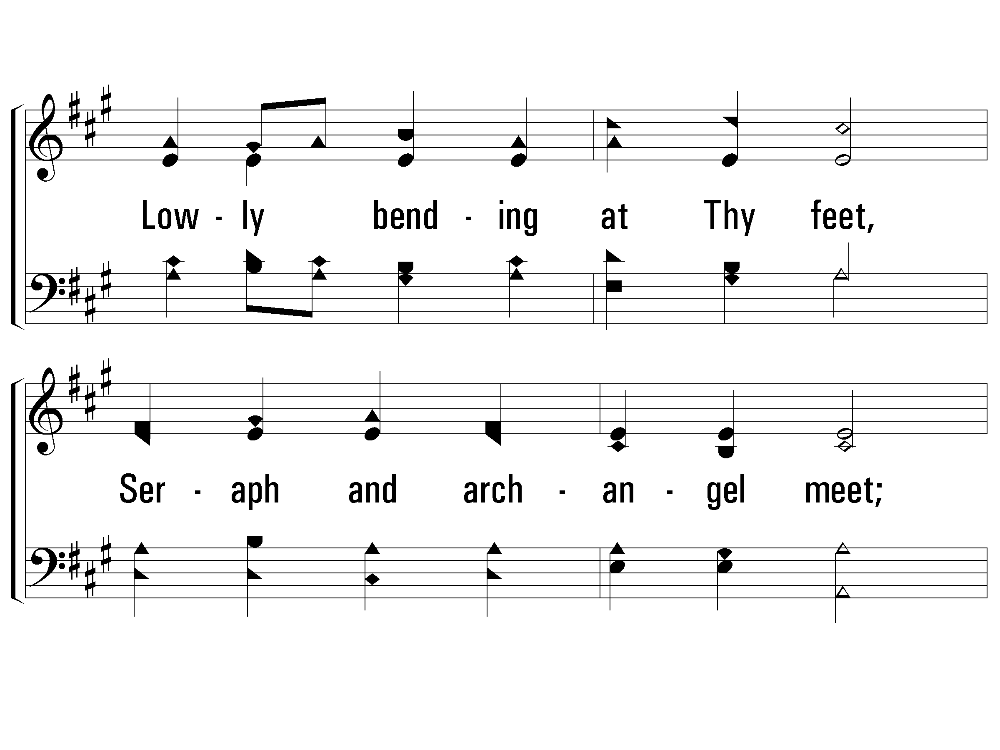 Low - ly bend - ing at Thy feet,
Ser - aph and arch - an - gel meet;